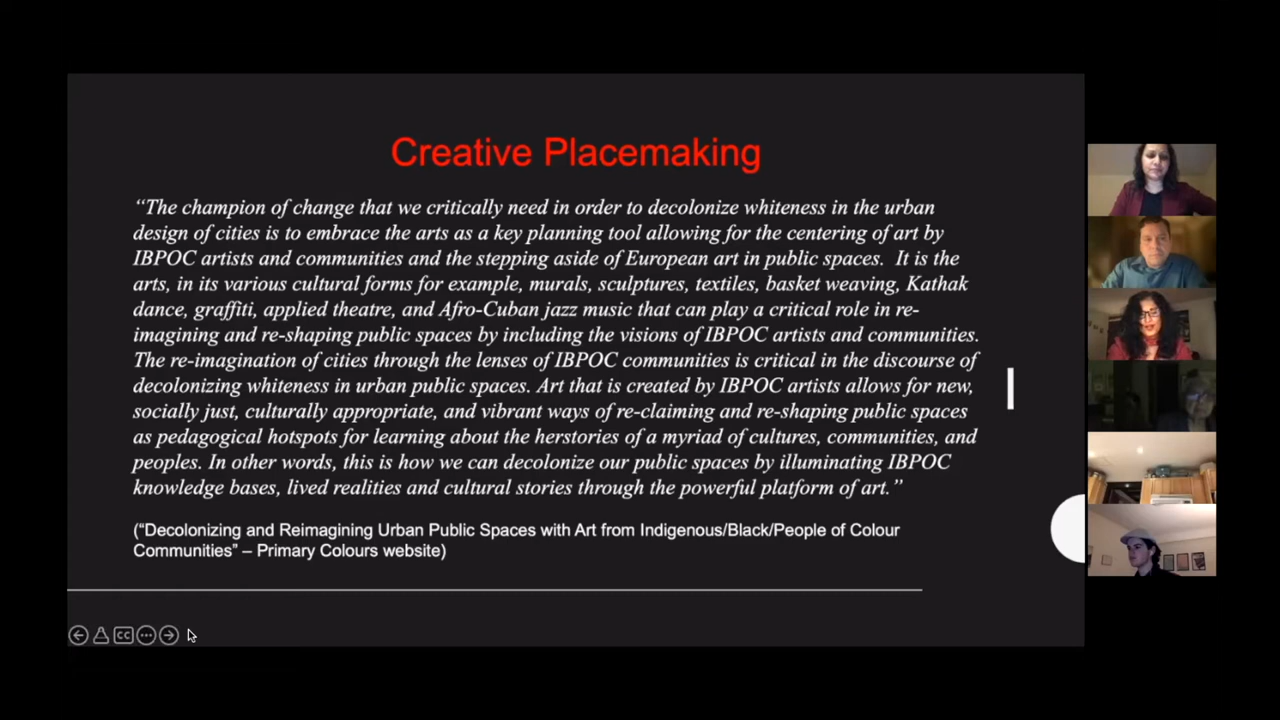 Creative Placemaking
“The champion of change that we critically need in order to decolonize whiteness in the urban
design of cities is to embrace the arts as a key planning tool allowing for the centering of art by
IBPOC artists and communities and the stepping aside of European art in public spaces.  It is the
arts, in its various cultural forms for example, murals, sculptures, textiles, basket weaving, Kathak
dance, graffiti, applied theatre, and Afro-Cuban jazz music that can play a critical role in re-
imagining and re-shaping public spaces by including the visions of IBPOC artists and communities.
The re-imagination of cities through the lenses of IBPOC communities is critical in the discourse of
decolonizing whiteness in urban public spaces. Art that is created by IBPOC artists allows for new,
socially just, culturally appropriate, and vibrant ways of re-claiming and re-shaping public spaces
as pedagogical hotspots for learning about the herstories of a myriad of cultures, communities, and
peoples. In other words, this is how we can decolonize our public spaces by illuminating IBPOC
knowledge bases, lived realities and cultural stories through the powerful platform of art.”
(“Decolonizing and Reimagining Urban Public Spaces with Art from Indigenous/Black/People of Colour
Communities” – Primary Colours website)
CC